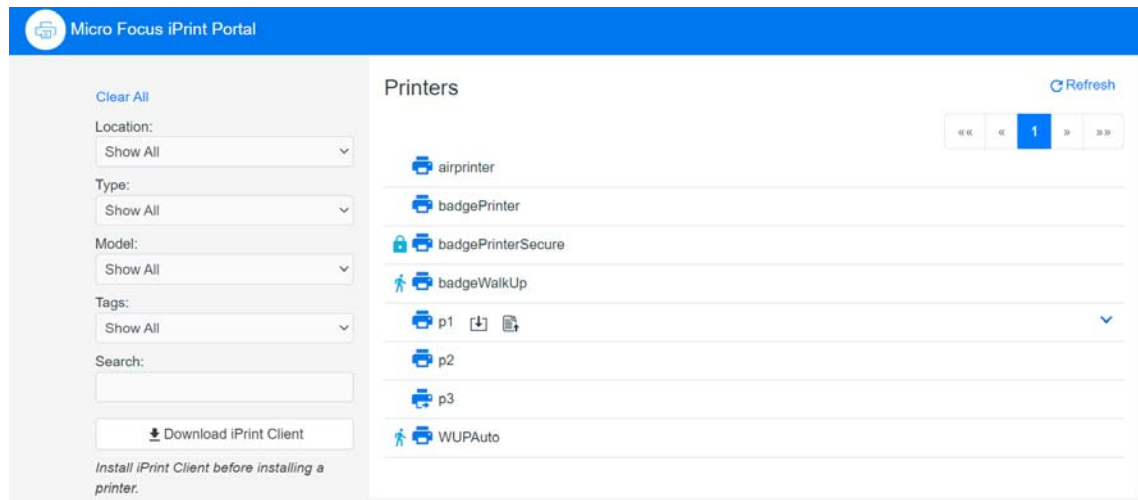 Micro Focus iPrint Portal
Clear All
Location:
Show All
Type:
Show All
Model:
Show All
Tags:
Show All
Search:
Download iPrint Client
Install iPrint Client before installing a
printer.
Printers
Refresh
«« « 1 » »»
airprinter
badgePrinter
badgePrinterSecure
badgeWalkUp
p1
p2
p3
WUPAuto